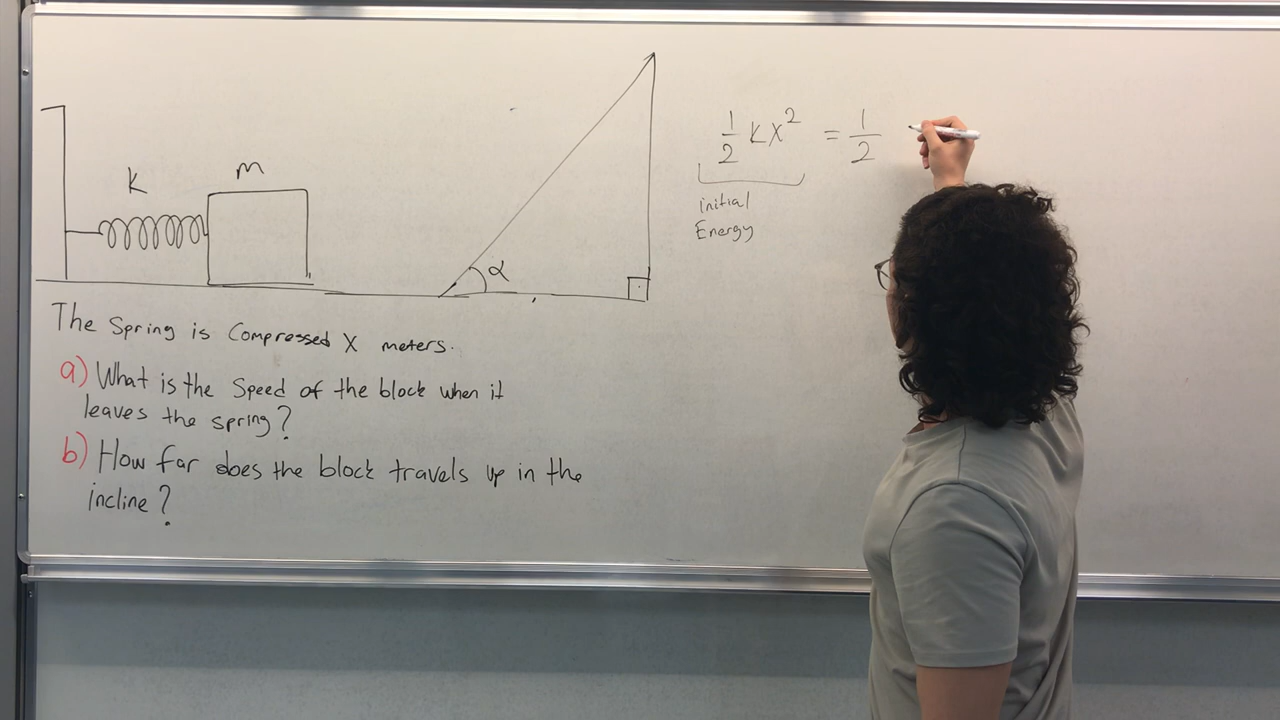 K
m
α
The Spring is Compressed X meters.
a) What is the Speed of the block when it
leaves the spring?
b) How far does the block travels up in the
incline?
1/2 KX² = 1/2
initial
Energy